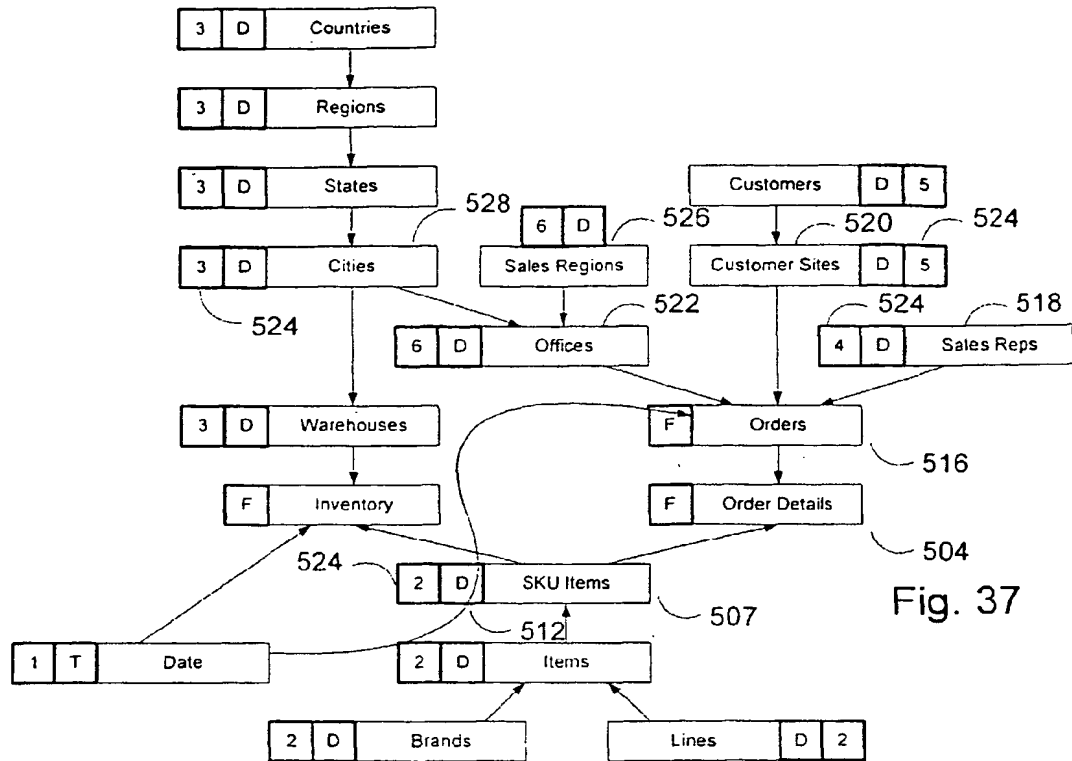 3 D Countries
3 D Regions
3 D States
Customers D 5
528
526
520
524
6 D
3 D Cities
Sales Regions
Customer Sites D 5
524
522
524
518
6 D Offices
4 D Sales Reps
3 D Warehouses
F Orders
516
F Inventory
F Order Details
504
524
2 D SKU Items
507
Fig. 37
512
1 T Date
2 D Items
2 D Brands
Lines D 2